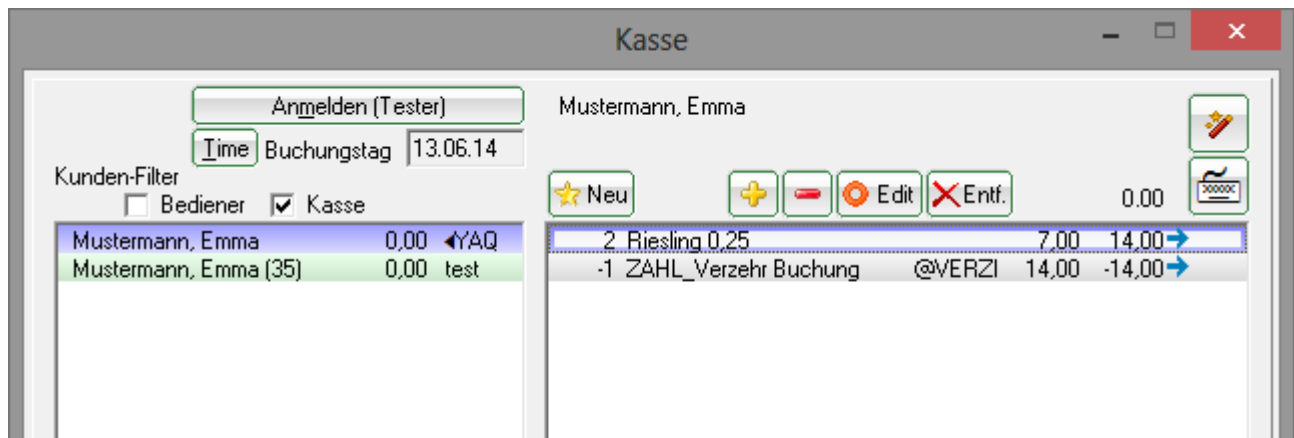 Kasse
Anmelden (Tester)
Time Buchungstag 13.06.14
Kunden-Filter
Bediener Kasse
Mustermann, Emma 0,00 YAQ
Mustermann, Emma (35) 0,00 test
Mustermann, Emma
Neu Edit Entf. 0.00
2 Riesling 0,25 7,00 14,00
-1 ZAHL_Verzehr Buchung @VERZI 14,00 -14,00